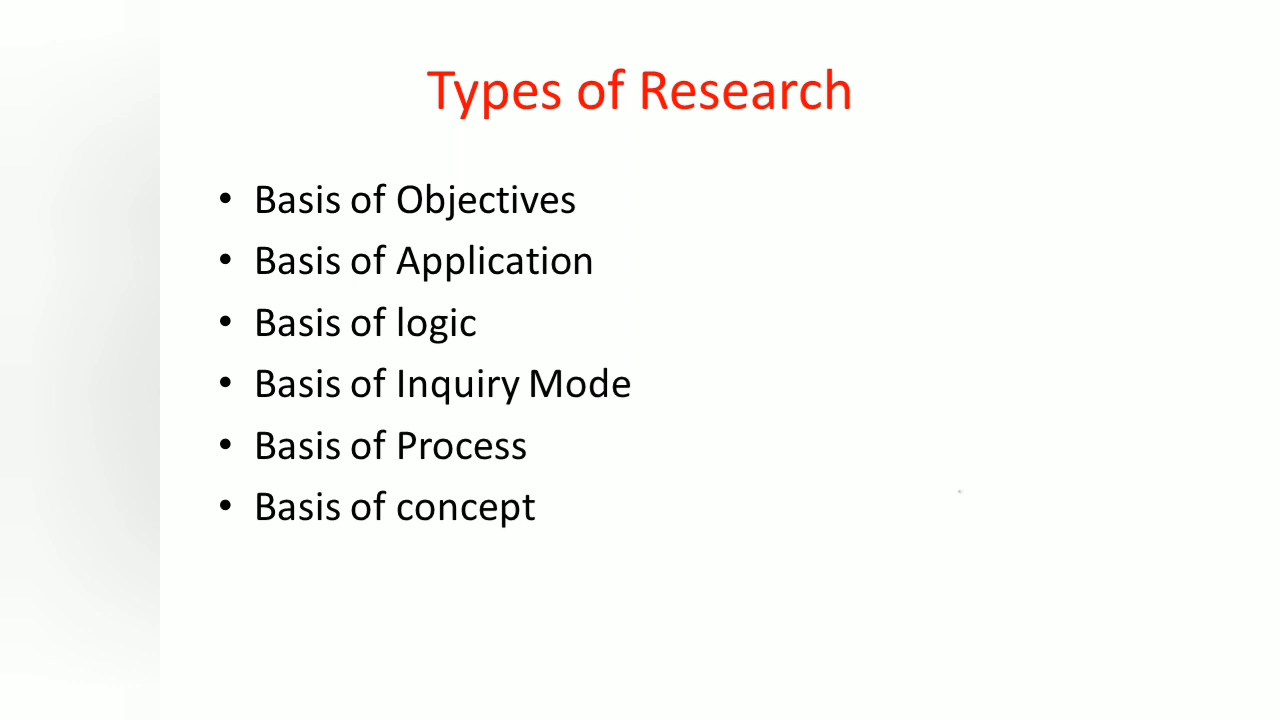 Types of Research
• Basis of Objectives
• Basis of Application
• Basis of logic
• Basis of Inquiry Mode
• Basis of Process
• Basis of concept